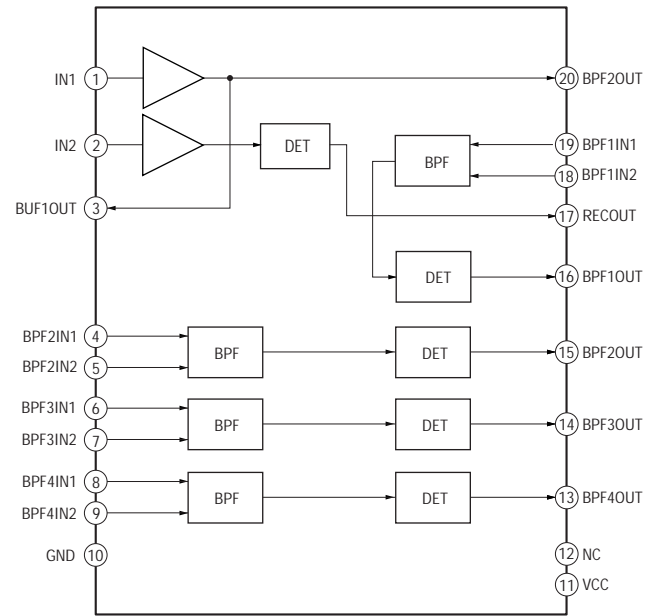 IN1 1
20 BPF2OUT
IN2 2
DET
BPF
19 BPF1IN1
18 BPF1IN2
BUF1OUT 3
17 RECOUT
DET
16 BPF1OUT
BPF2IN1 4
BPF2IN2 5
BPF
DET
15 BPF2OUT
BPF3IN1 6
BPF3IN2 7
BPF
DET
14 BPF3OUT
BPF4IN1 8
BPF4IN2 9
BPF
DET
13 BPF4OUT
GND 10
12 NC
11 VCC